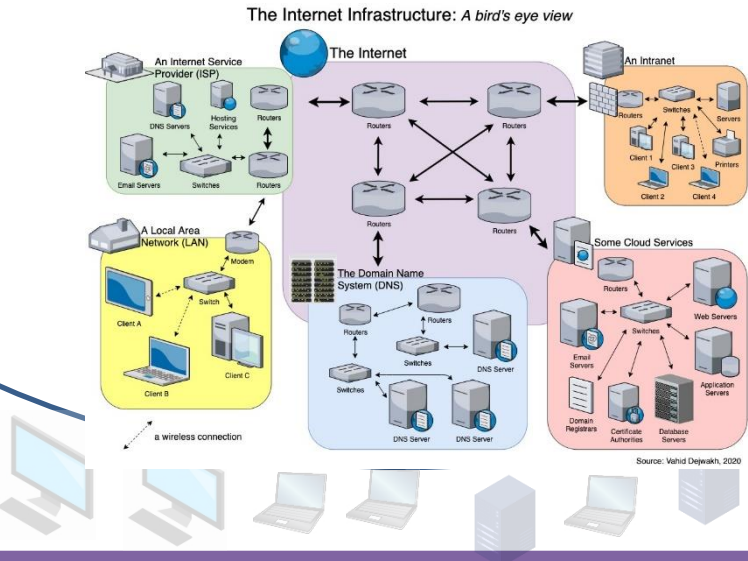 The Internet Infrastructure: A bird's eye view
An Internet Service
Provider (ISP)
DNS Servers
Hosting
Services
Routers
Email Servers
Switches
Routers
The Internet
Routers
Routers
Routers
Routers
An Intranet
Routers
Switches
Servers
Client 1
Client 3
Printers
Client 2
Client 4
A Local Area
Network (LAN)
Modem
Switch
Client A
Client B
Client C
a wireless connection
The Domain Name
System (DNS)
Routers
Routers
Switches
DNS Server
Switches
DNS Server
DNS Server
Some Cloud Services
Routers
Web Servers
Switches
Email
Servers
Application
Servers
Domain
Registrars
Certificate
Authorities
Database
Servers
Source: Vahid Dejwakh, 2020